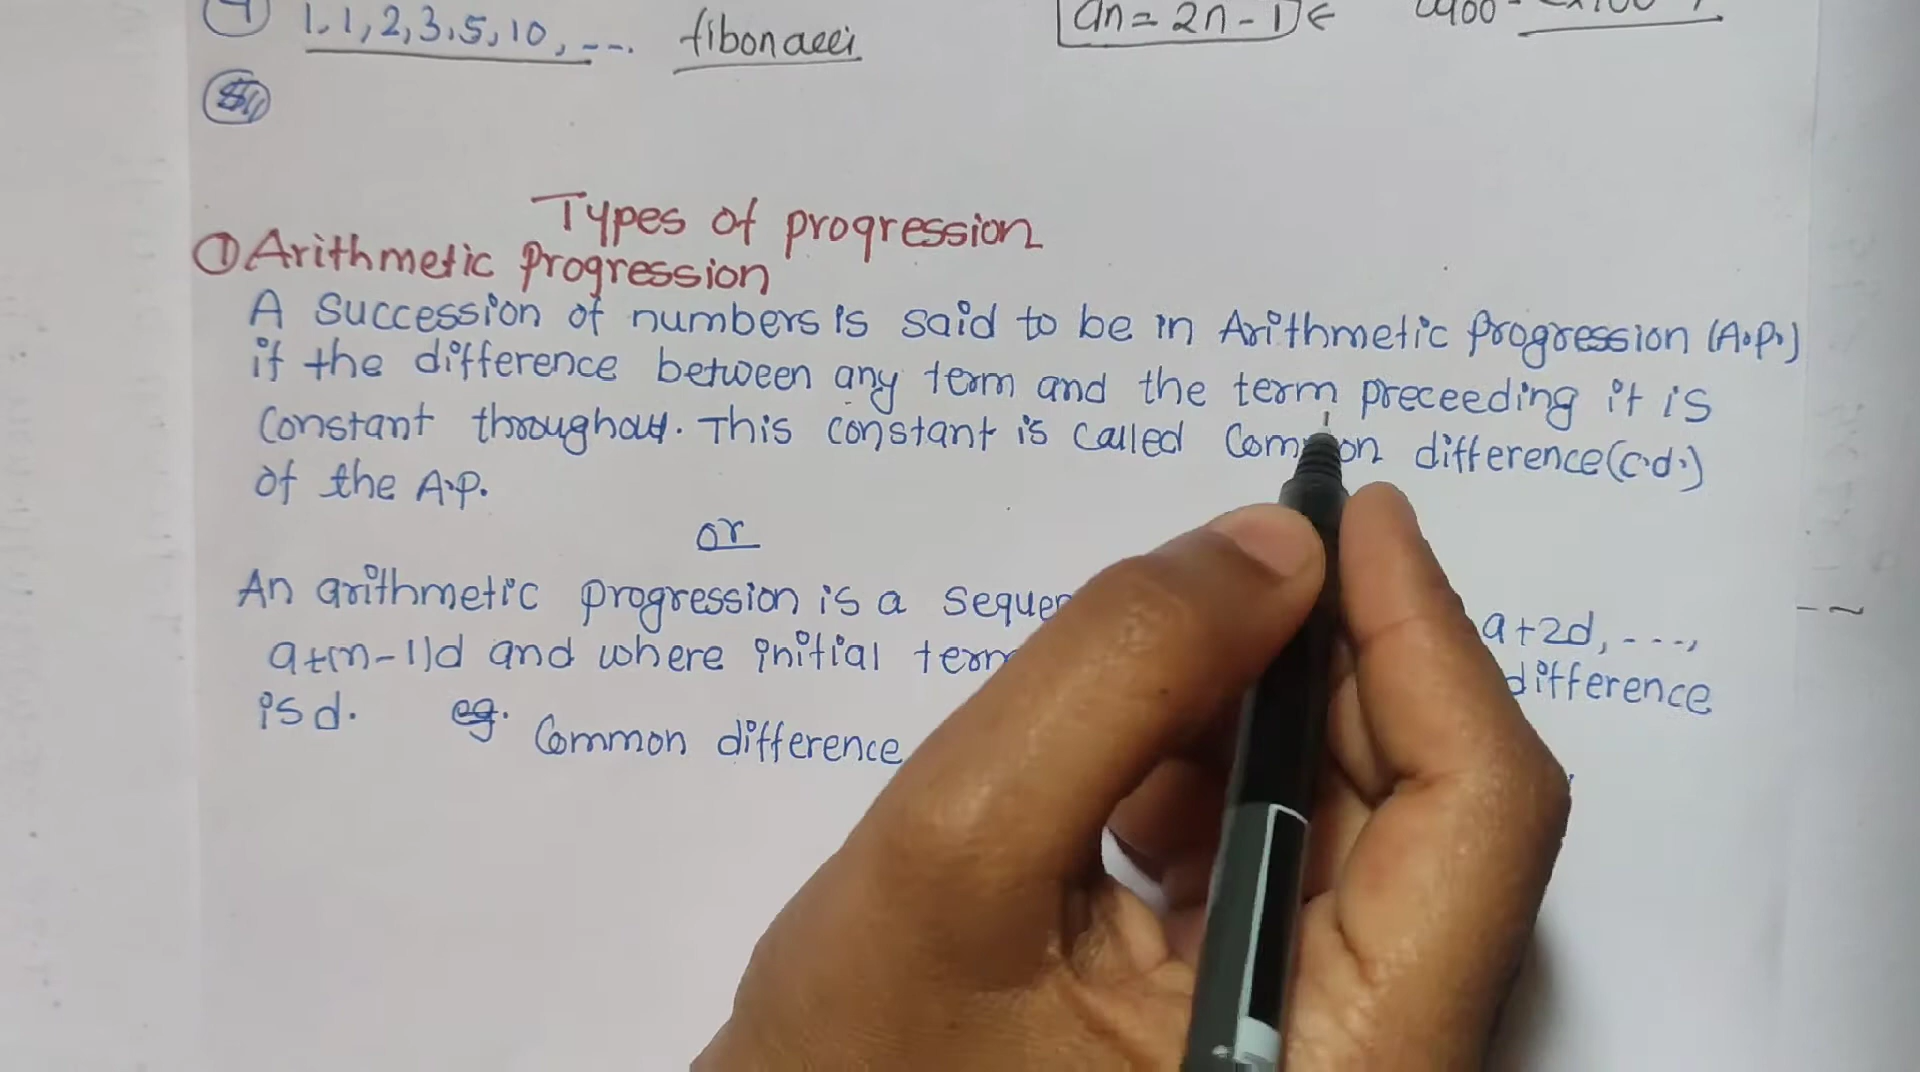 4 1,1,2,3,5,10,---. fibonacci
an = 2n-1
Types of progression
① Arithmetic Progression
A Succession of numbers is said to be in Arithmetic Progression (A.P.)
if the difference between any term and the term preceeding it is
Constant throughout. This constant is called Common difference (c.d.)
of the A.P.
or
An arithmetic progression is a a+2d, ----,
a+(n-1)d and where initial term difference
is d. eg. Common difference